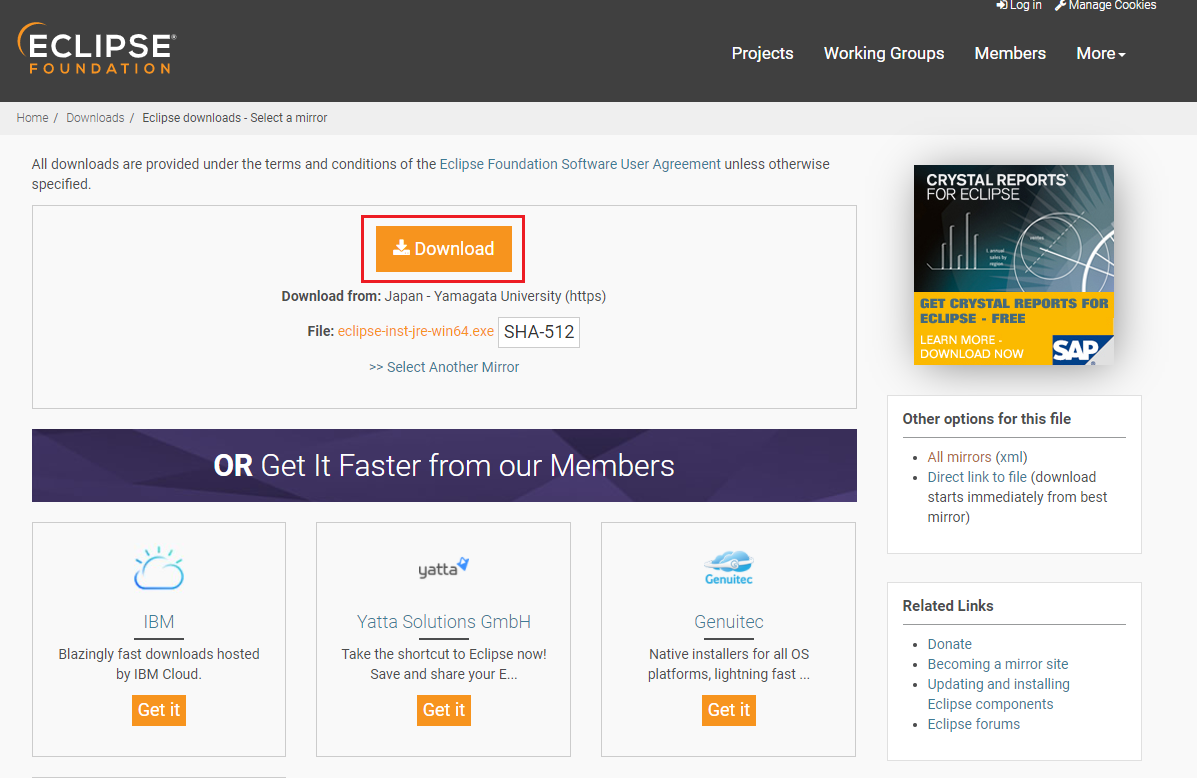 Log in Manage Cookies
ECLIPSE®
FOUNDATION
Projects Working Groups Members More
Home / Downloads / Eclipse downloads - Select a mirror
All downloads are provided under the terms and conditions of the Eclipse Foundation Software User Agreement unless otherwise
specified.
Download
Download from: Japan - Yamagata University (https)
File: eclipse-inst-jre-win64.exe SHA-512
>> Select Another Mirror
OR Get It Faster from our Members
IBM
Blazingly fast downloads hosted
by IBM Cloud.
Get it
yatta
Yatta Solutions GmbH
Take the shortcut to Eclipse now!
Save and share your E...
Get it
Genuitec
Genuitec
Native installers for all OS
platforms, lightning fast ...
Get it
CRYSTAL REPORTS®
FOR ECLIPSE
1. annual
sales by
region
GET CRYSTAL REPORTS FOR
ECLIPSE - FREE
LEARN MORE -
DOWNLOAD NOW
SAP
Other options for this file
All mirrors (xml)
Direct link to file (download
starts immediately from best
mirror)
Related Links
Donate
Becoming a mirror site
Updating and installing
Eclipse components
Eclipse forums